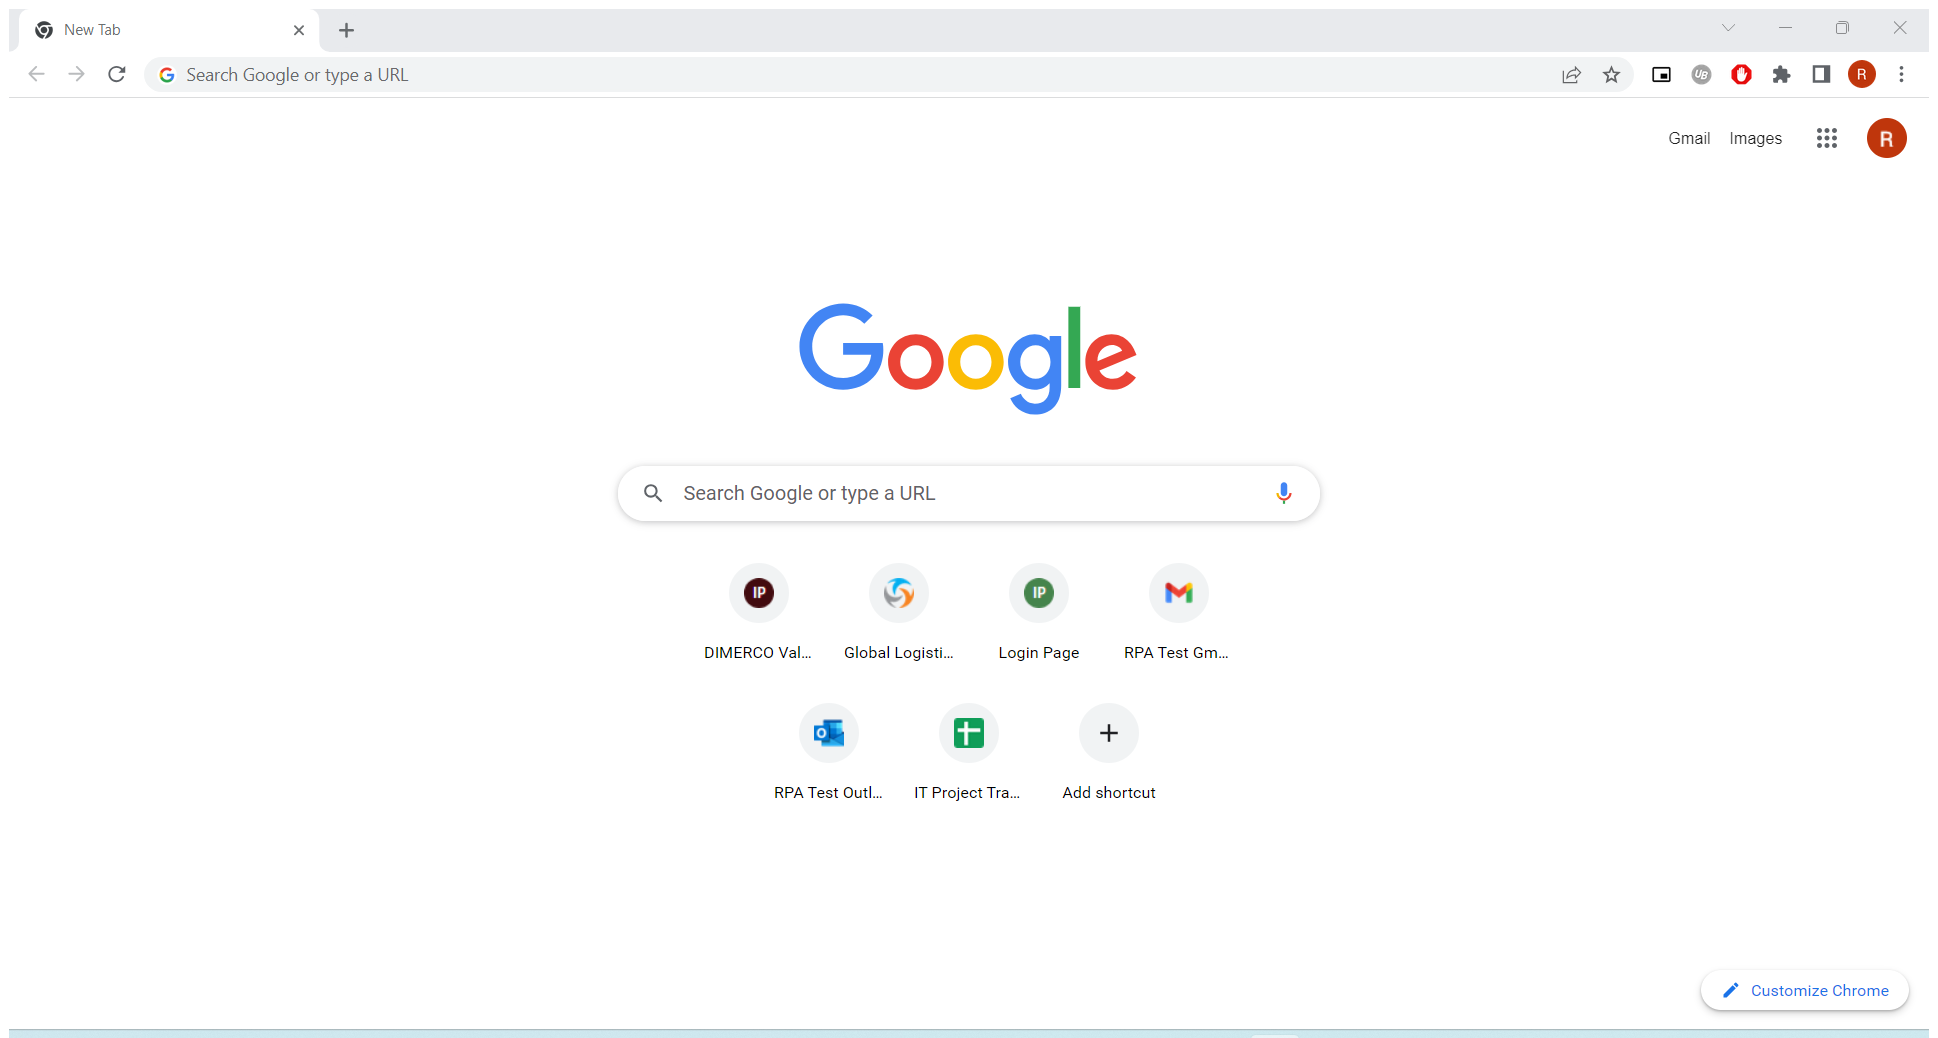 New Tab
Search Google or type a URL
UB
R
Gmail Images
R
Google
Search Google or type a URL
IP
IP
DIMERCO Val...
Global Logisti...
Login Page
RPA Test Gm...
RPA Test Outl...
IT Project Tra...
Add shortcut
Customize Chrome